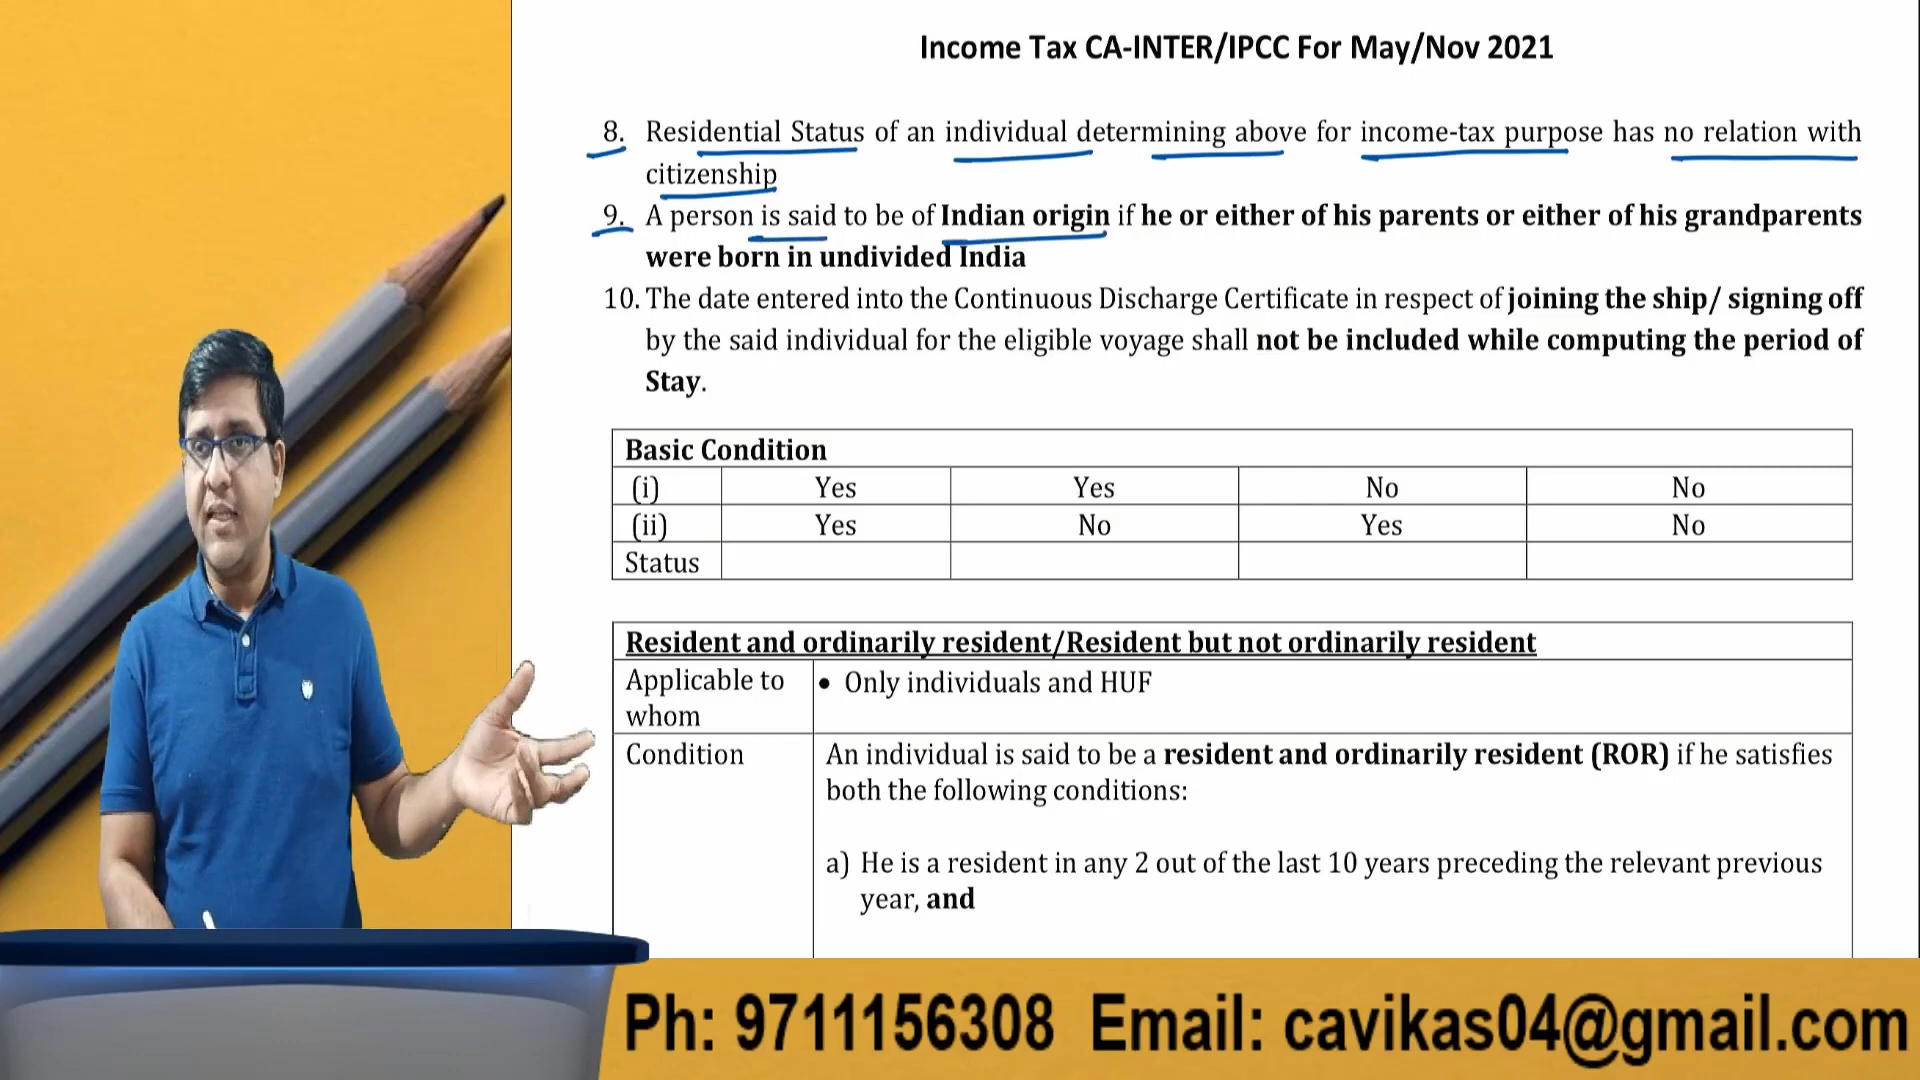 Income Tax CA-INTER/IPCC For May/Nov 2021
8. Residential Status of an individual determining above for income-tax purpose has no relation with
citizenship
9. A person is said to be of Indian origin if he or either of his parents or either of his grandparents
were born in undivided India
10. The date entered into the Continuous Discharge Certificate in respect of joining the ship/ signing off
by the said individual for the eligible voyage shall not be included while computing the period of
Stay.
Basic Condition
(i) Yes Yes No No
(ii) Yes No Yes No
Status
Resident and ordinarily resident/Resident but not ordinarily resident
Applicable to • Only individuals and HUF
whom
Condition An individual is said to be a resident and ordinarily resident (ROR) if he satisfies
both the following conditions:
a) He is a resident in any 2 out of the last 10 years preceding the relevant previous
year, and
Ph: 9711156308 Email: cavikas04@gmail.com